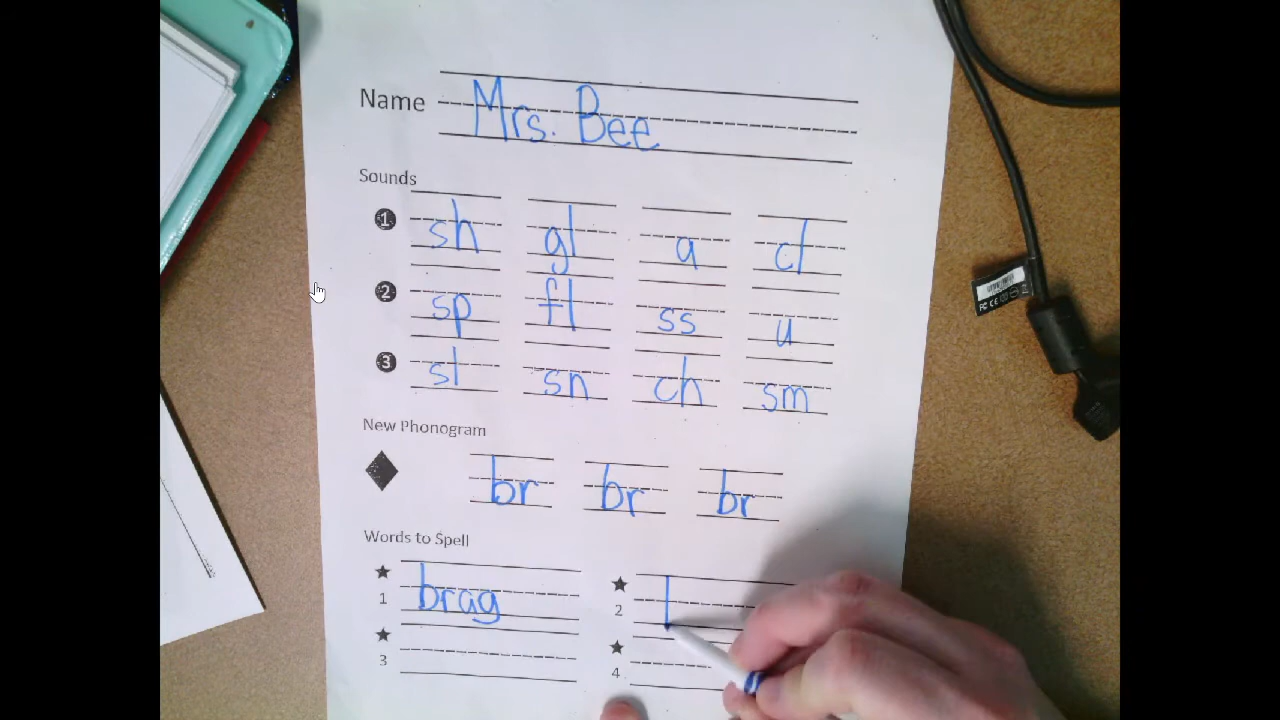 Name Mrs. Bee
Sounds
1 sh gl a cl
2 sp fl ss u
3 sl sn ch sm
New Phonogram
br br br
Words to Spell
1 brag
2 l
3
4